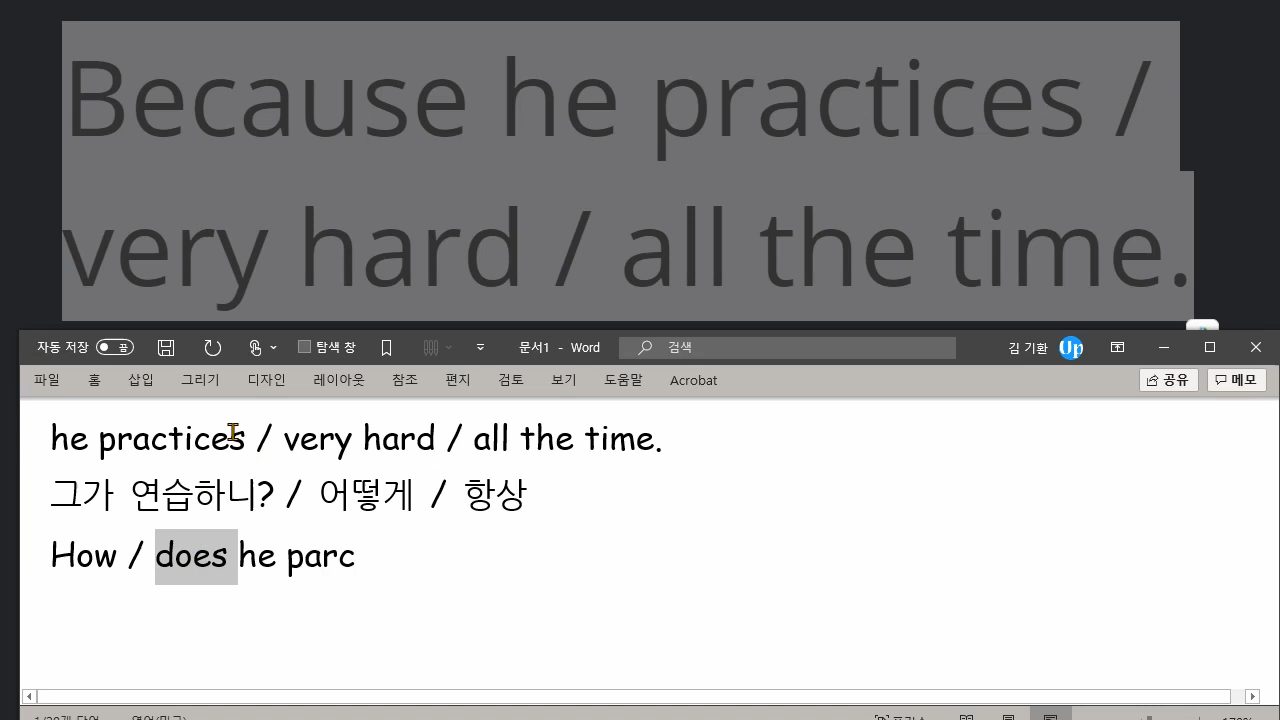 Because he practices /
very hard / all the time.
자동 저장 끔 탐색 창 문서1 - Word 검색 김 기환 Up
파일 홈 삽입 그리기 디자인 레이아웃 참조 편지 검토 보기 도움말 Acrobat 공유 메모
he practices / very hard / all the time.
그가 연습하니? / 어떻게 / 항상
How / does he parc